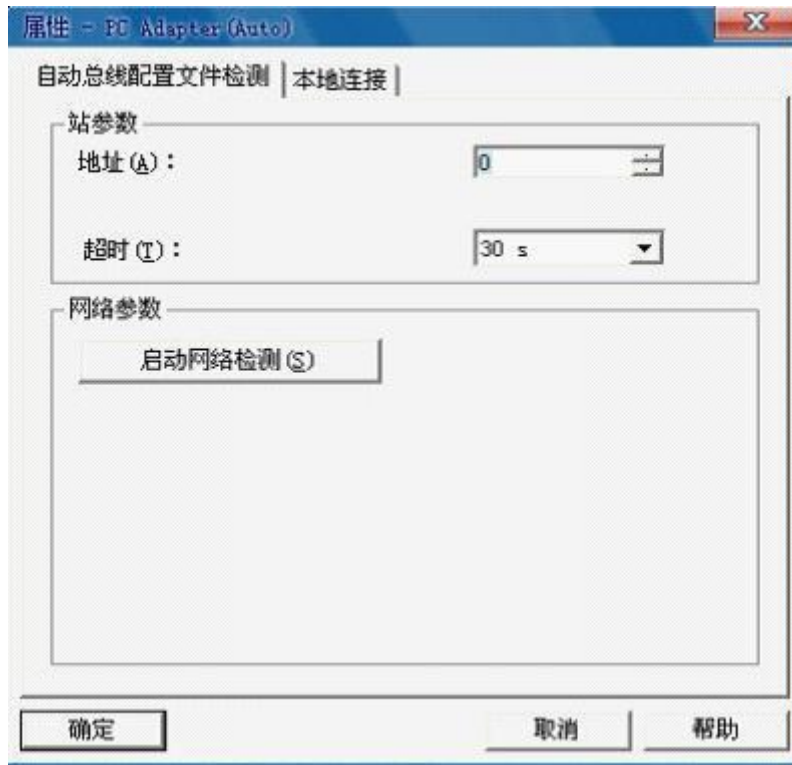 属性 - PC Adapter(Auto)
自动总线配置文件检测 本地连接
站参数
地址(A): 0
超时(T): 30 s
网络参数
启动网络检测(S)
确定 取消 帮助